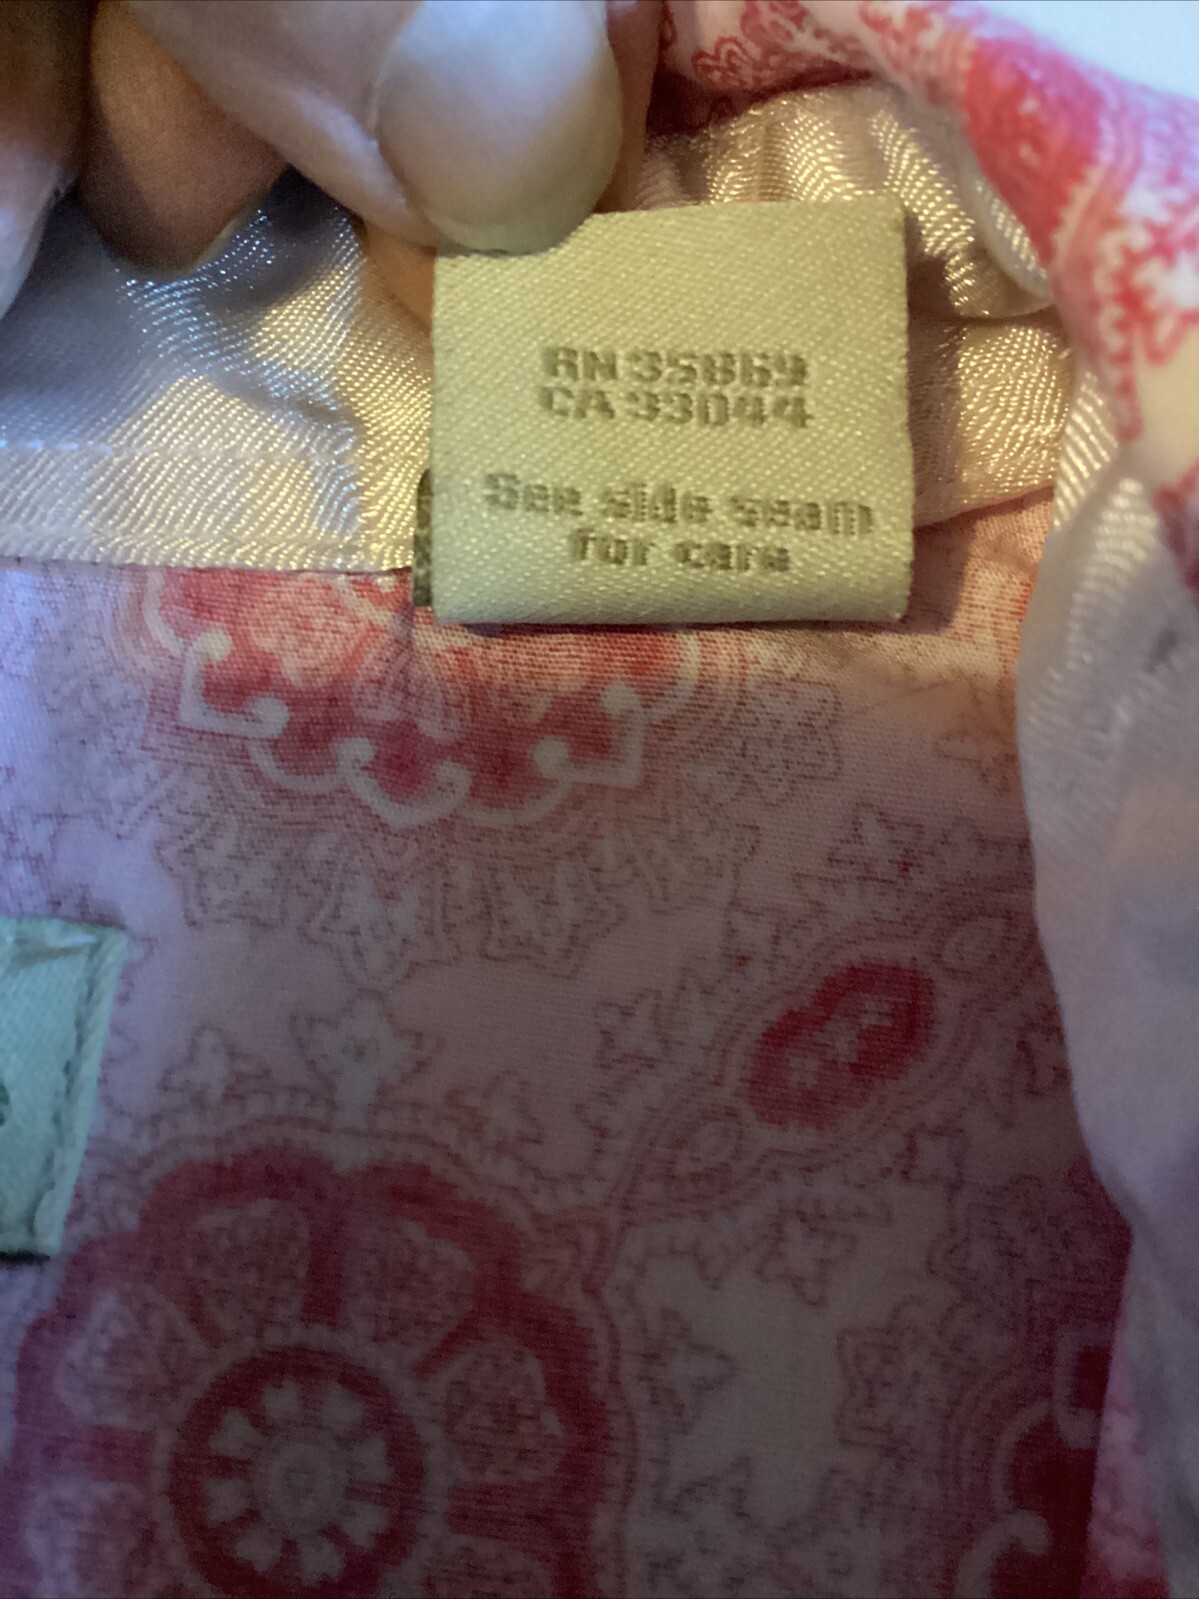 RN 35869
CA 33044
See side seam
for care